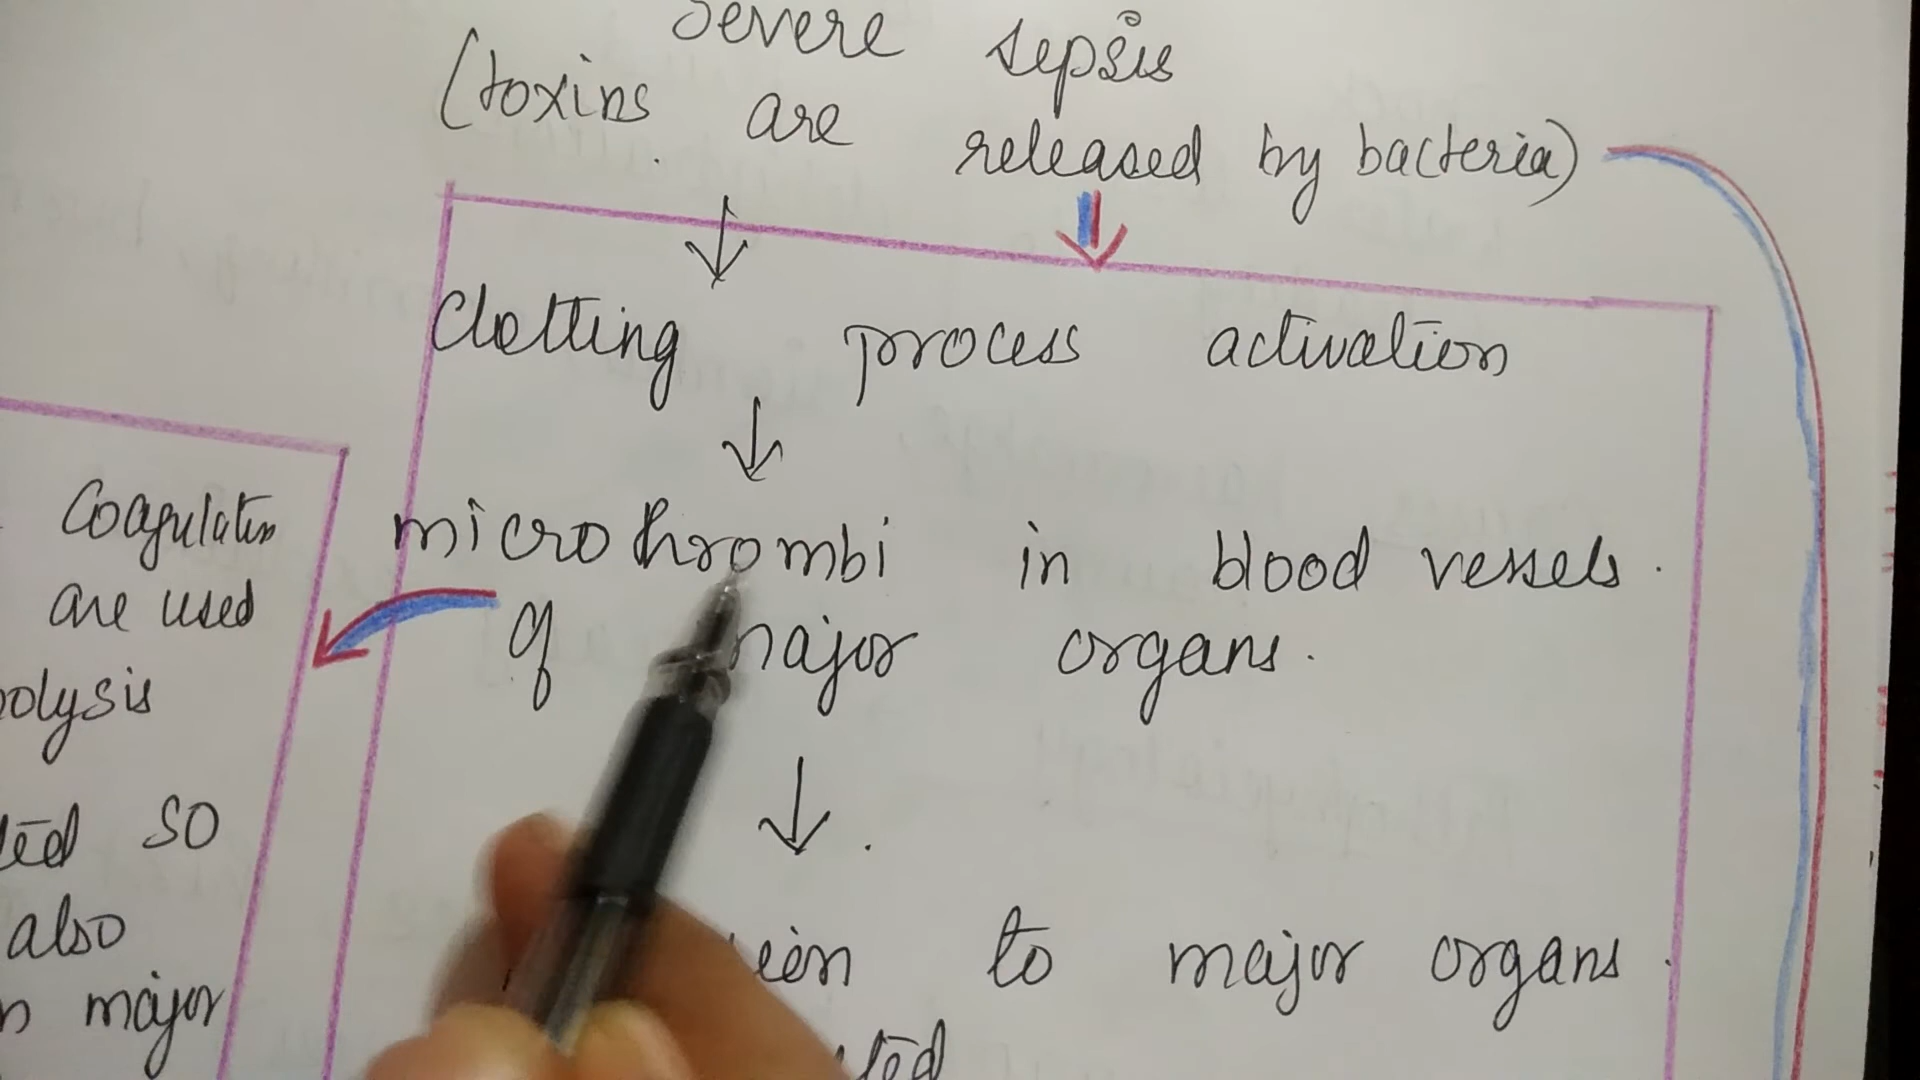 Severe sepsis
(toxins are released by bacteria)
Clotting process activation
microthrombi in blood vessels.
of major organs.
to major organs.
Coagulation
are used
olysis
so
also
major